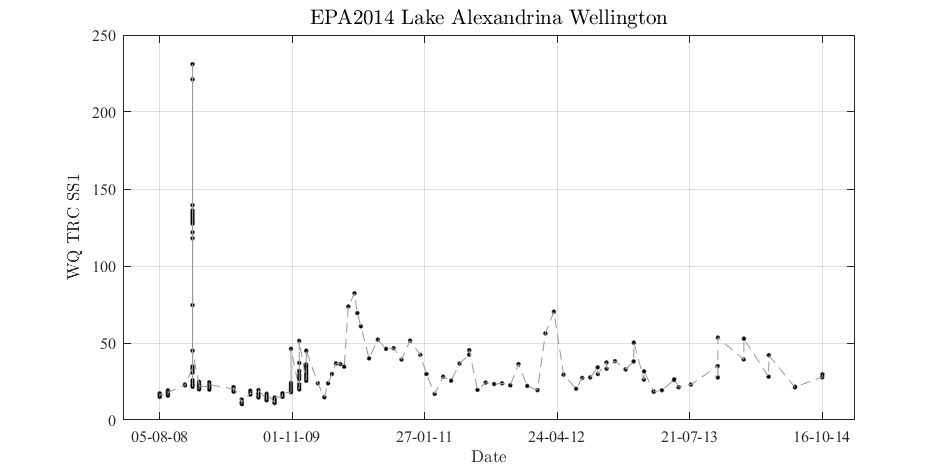 EPA2014 Lake Alexandrina Wellington
250
200
150
100
50
0
WQ TRC SS1
05-08-08 01-11-09 27-01-11 24-04-12 21-07-13 16-10-14
Date